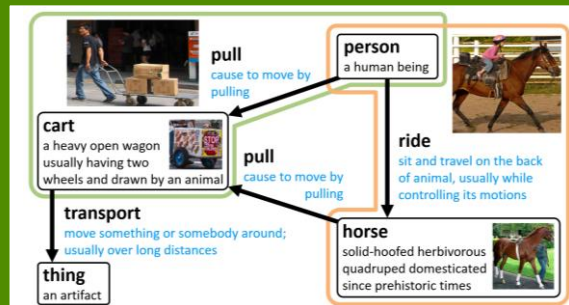 pull
cause to move by
pulling
person
a human being
cart
a heavy open wagon
usually having two
wheels and drawn by an animal
pull
cause to move by
pulling
ride
sit and travel on the back
of animal, usually while
controlling its motions
transport
move something or somebody around;
usually over long distances
thing
an artifact
horse
solid-hoofed herbivorous
quadruped domesticated
since prehistoric times